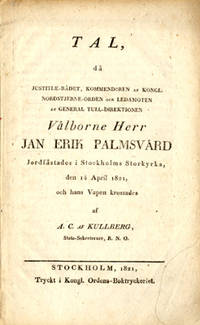 TAL,
då
JUSTITIÆ-RÅDET, KOMMENDÖREN AF KONGL.
NORDSTJERNE-ORDEN OCH LEDAMOTEN
AF GENERAL TULL-DIREKTIONEN
Välborne Herr
JAN ERIK PALMSVÄRD
Jordfästades i Stockholms Storkyrka,
den 14 April 1821,
och hans Vapen krossades
af
A. C. AF KULLBERG,
Stats-Sekreterare, R. N. O.
STOCKHOLM, 1821,
Tryckt i Kongl. Ordens-Boktryckeriet.